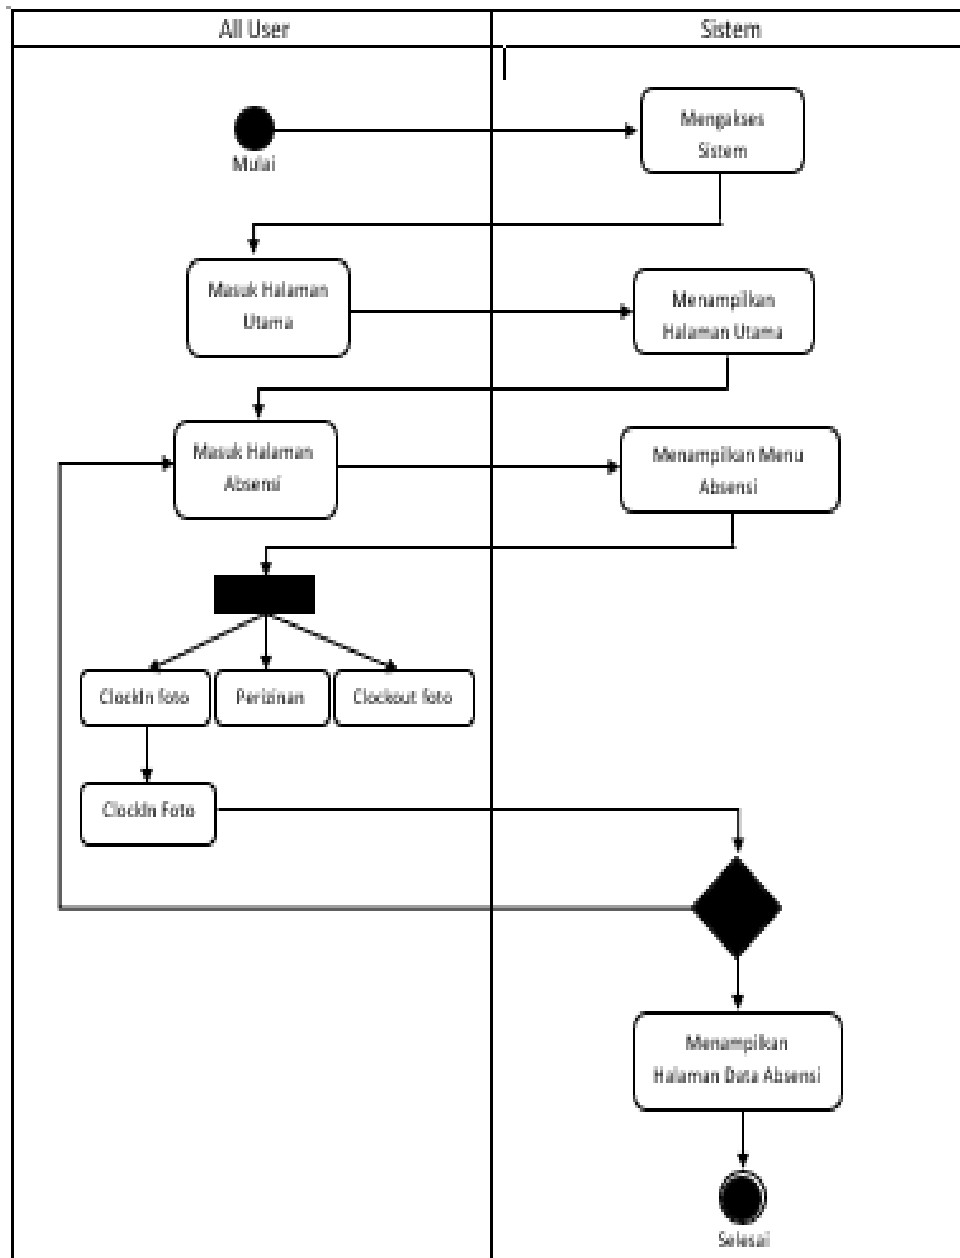 All User
Sistem
Mulai
Mengakses
Sistem
Masuk Halaman
Utama
Menampilkan
Halaman Utama
Masuk Halaman
Absensi
Menampilkan Menu
Absensi
ClockIn foto
Perizinan
Clockout foto
ClockIn Foto
Menampilkan
Halaman Data Absensi
Selesai